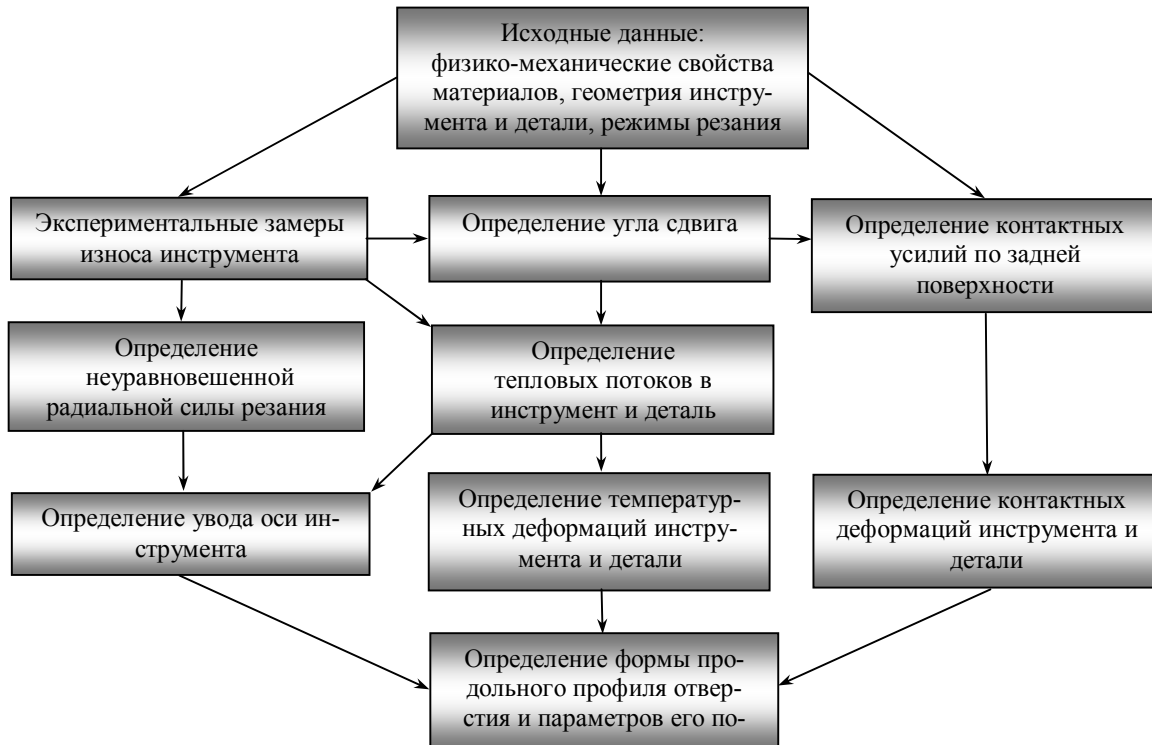 Исходные данные:
физико-механические свойства
материалов, геометрия инстру-
мента и детали, режимы резания
Экспериментальные замеры
износа инструмента
Определение угла сдвига
Определение контактных
усилий по задней
поверхности
Определение
неуравновешенной
радиальной силы резания
Определение
тепловых потоков в
инструмент и деталь
Определение увода оси ин-
струмента
Определение температур-
ных деформаций инстру-
мента и детали
Определение контактных
деформаций инструмента и
детали
Определение формы про-
дольного профиля отвер-
стия и параметров его по-